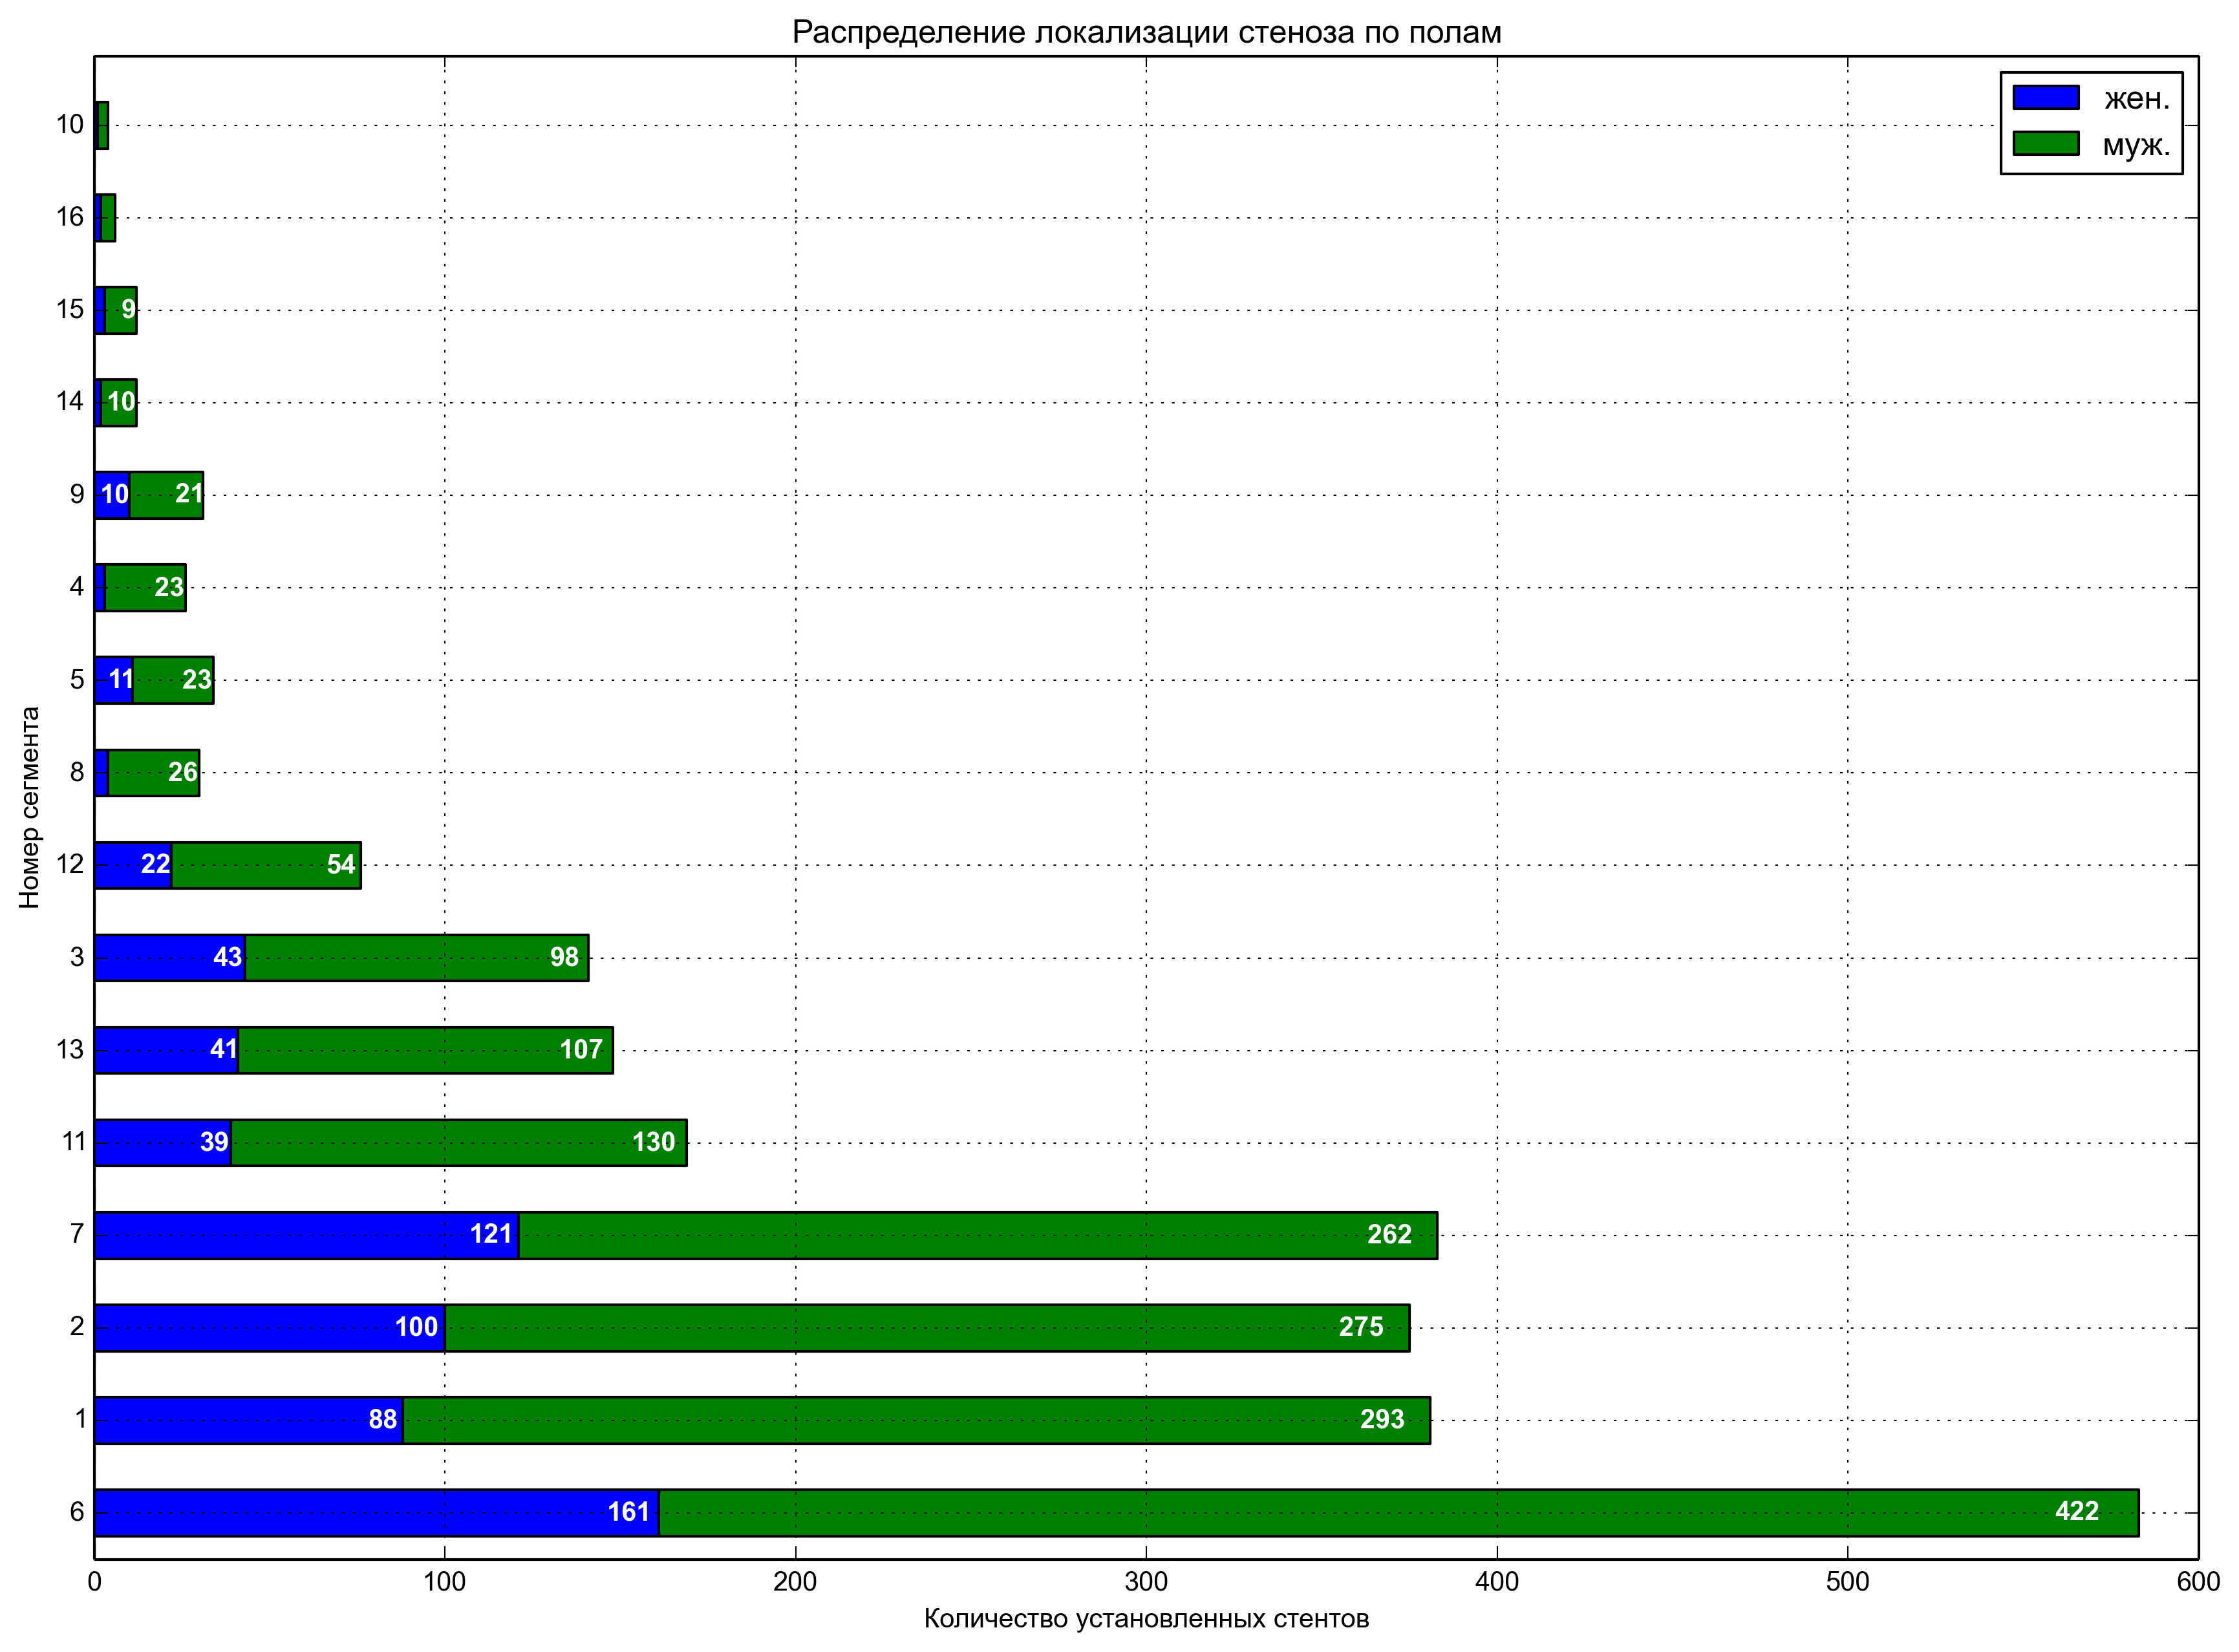 Распределение локализации стеноза по полам
жен.
муж.
Номер сегмента
10
16
15 9
14 10
9 10 21
4 23
5 11 23
8 26
12 22 54
3 43 98
13 41 107
11 39 130
7 121 262
2 100 275
1 88 293
6 161 422
0 100 200 300 400 500 600
Количество установленных стентов